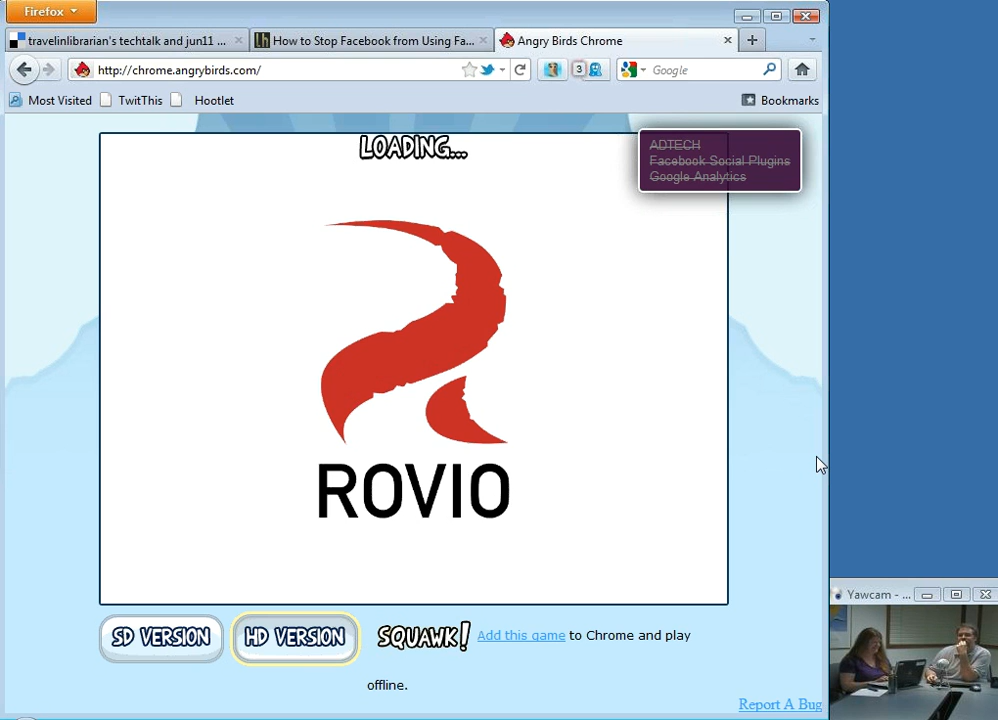 Firefox
travelinlibrarian's techtalk and jun11 ...
How to Stop Facebook from Using Fa...
Angry Birds Chrome
http://chrome.angrybirds.com/
3
Google
Most Visited
TwitThis
Hootlet
Bookmarks
LOADING...
ADTECH
Facebook Social Plugins
Google Analytics
ROVIO
SD VERSION
HD VERSION
SQUAWK!
Add this game to Chrome and play
offline.
Report A Bug
Yawcam - ...